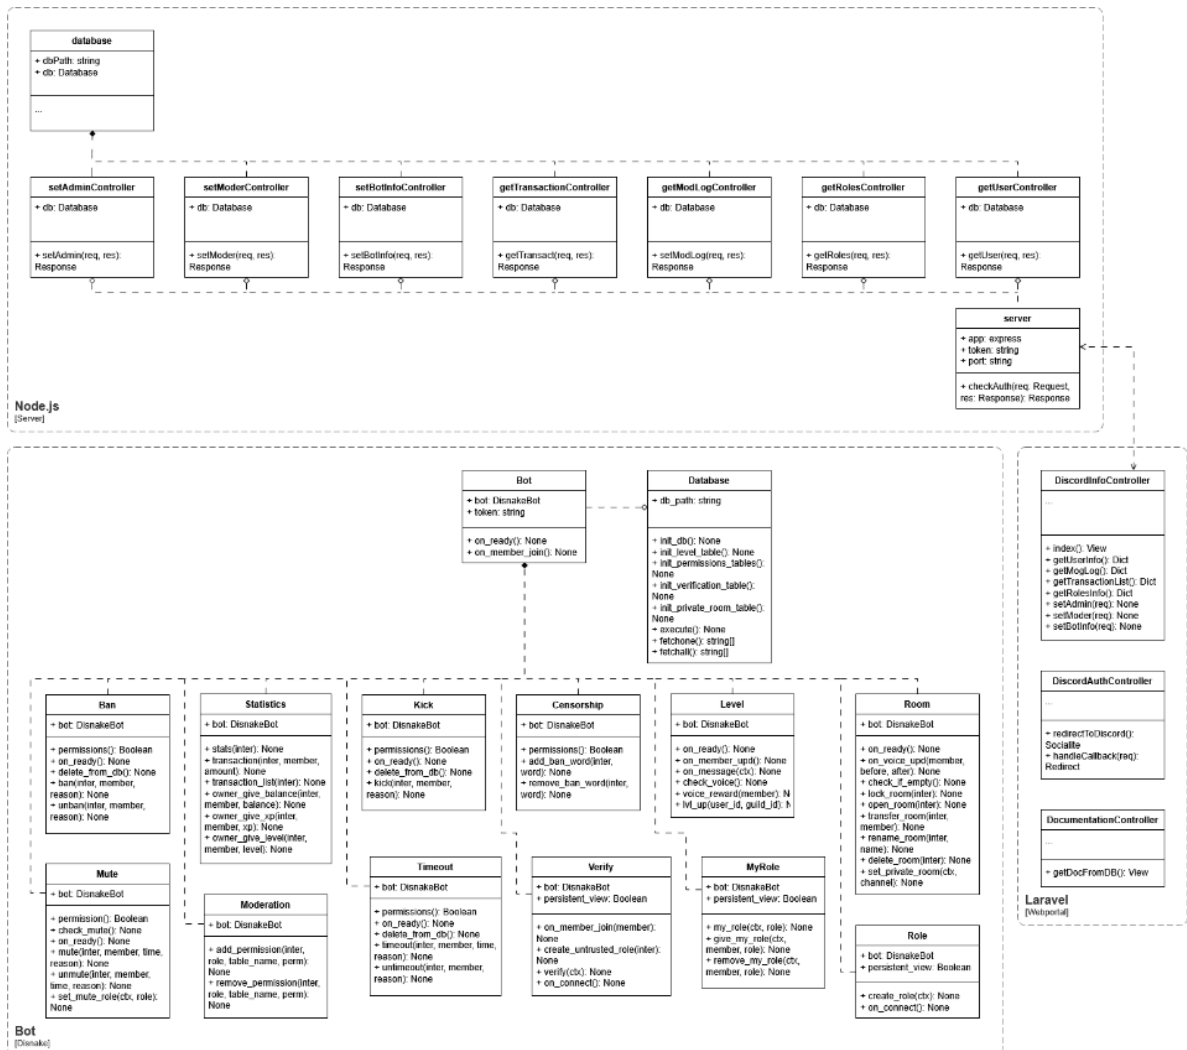 database
+ dbPath: string
+ db: Database
...
setAdminController
+ db: Database
+ setAdmin(req, res):
Response
setModerController
+ db: Database
+ setModer(req, res):
Response
setBotInfoController
+ db: Database
+ setBotInfo(req, res):
Response
getTransactionController
+ db: Database
+ getTransact(req, res):
Response
getModLogController
+ db: Database
+ setModLog(req, res):
Response
getRolesController
+ db: Database
+ getRoles(req, res):
Response
getUserController
+ db: Database
+ getUser(req, res):
Response
server
+ app: express
+ token: string
+ port: string
+ checkAuth(req: Request,
res: Response): Response
Node.js
[Server]
Bot
+ bot: DisnakeBot
+ token: string
+ on_ready(): None
+ on_member_join(): None
Database
+ db_path: string
+ init_db(): None
+ init_level_table(): None
+ init_permissions_tables():
None
+ init_verification_table():
None
+ init_private_room_table():
None
+ execute(): None
+ fetchone(): string[]
+ fetchall(): string[]
DiscordInfoController
...
+ index(): View
+ getUserInfo(): Dict
+ getMogLog(): Dict
+ getTransactionList(): Dict
+ getRolesInfo(): Dict
+ setAdmin(req): None
+ setModer(req): None
+ setBotInfo(req): None
DiscordAuthController
...
+ redirectToDiscord():
Socialite
+ handleCallback(req):
Redirect
DocumentationController
...
+ getDocFromDB(): View
Laravel
[Webportal]
Ban
+ bot: DisnakeBot
+ permissions(): Boolean
+ on_ready(): None
+ delete_from_db(): None
+ ban(inter, member,
reason): None
+ unban(inter, member,
reason): None
Statistics
+ bot: DisnakeBot
+ stats(inter): None
+ transaction(inter, member,
amount): None
+ transaction_list(inter): None
+ owner_give_balance(inter,
member, balance): None
+ owner_give_xp(inter,
member, xp): None
+ owner_give_level(inter,
member, level): None
Kick
+ bot: DisnakeBot
+ permissions(): Boolean
+ on_ready(): None
+ delete_from_db(): None
+ kick(inter, member,
reason): None
Censorship
+ bot: DisnakeBot
+ permissions(): Boolean
+ add_ban_word(inter,
word): None
+ remove_ban_word(inter,
word): None
Level
+ bot: DisnakeBot
+ on_ready(): None
+ on_member_upd(): None
+ on_message(ctx): None
+ check_voice(): None
+ voice_reward(member): N
+ lvl_up(user_id, guild_id): N
Room
+ bot: DisnakeBot
+ on_ready(): None
+ on_voice_upd(member,
before, after): None
+ check_if_empty(): None
+ lock_room(inter): None
+ open_room(inter): None
+ transfer_room(inter,
member): None
+ rename_room(inter,
name): None
+ delete_room(inter): None
+ set_private_room(ctx,
channel): None
Mute
+ bot: DisnakeBot
+ permission(): Boolean
+ check_mute(): None
+ on_ready(): None
+ mute(inter, member, time,
reason): None
+ unmute(inter, member,
time, reason): None
+ set_mute_role(ctx, role):
None
Moderation
+ bot: DisnakeBot
+ add_permission(inter,
role, table_name, perm):
None
+ remove_permission(inter,
role, table_name, perm):
None
Timeout
+ bot: DisnakeBot
+ permissions(): Boolean
+ on_ready(): None
+ delete_from_db(): None
+ timeout(inter, member, time,
reason): None
+ untimeout(inter, member,
reason): None
Verify
+ bot: DisnakeBot
+ persistent_view: Boolean
+ on_member_join(member):
None
+ create_untrusted_role(inter):
None
+ verify(ctx): None
+ on_connect(): None
MyRole
+ bot: DisnakeBot
+ persistent_view: Boolean
+ my_role(ctx, role): None
+ give_my_role(ctx,
member, role): None
+ remove_my_role(ctx,
member, role): None
Role
+ bot: DisnakeBot
+ persistent_view: Boolean
+ create_role(ctx): None
+ on_connect(): None
Bot
[Disnake]